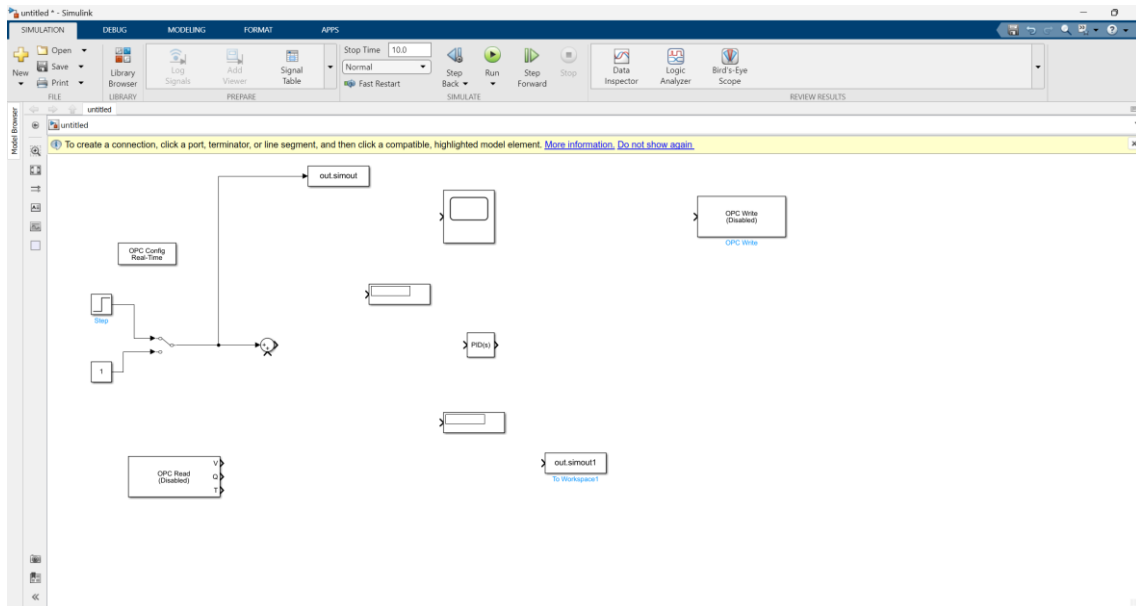 untitled * - Simulink
SIMULATION DEBUG MODELING FORMAT APPS
New
Open
Save
Print
FILE
Library Browser
LIBRARY
Log Signals
Add Viewer
Signal Table
PREPARE
Stop Time 10.0
Normal
Fast Restart
Step Back
Run
Step Forward
Stop
SIMULATE
Data Inspector
Logic Analyzer
Bird's-Eye Scope
REVIEW RESULTS
Model Browser
untitled
untitled
To create a connection, click a port, terminator, or line segment, and then click a compatible, highlighted model element. More information. Do not show again
out.simout
OPC Write
(Disabled)
OPC Write
OPC Config
Real-Time
Step
PID(s)
1
OPC Read
(Disabled)
V
Q
T
out.simout1
To Workspace1